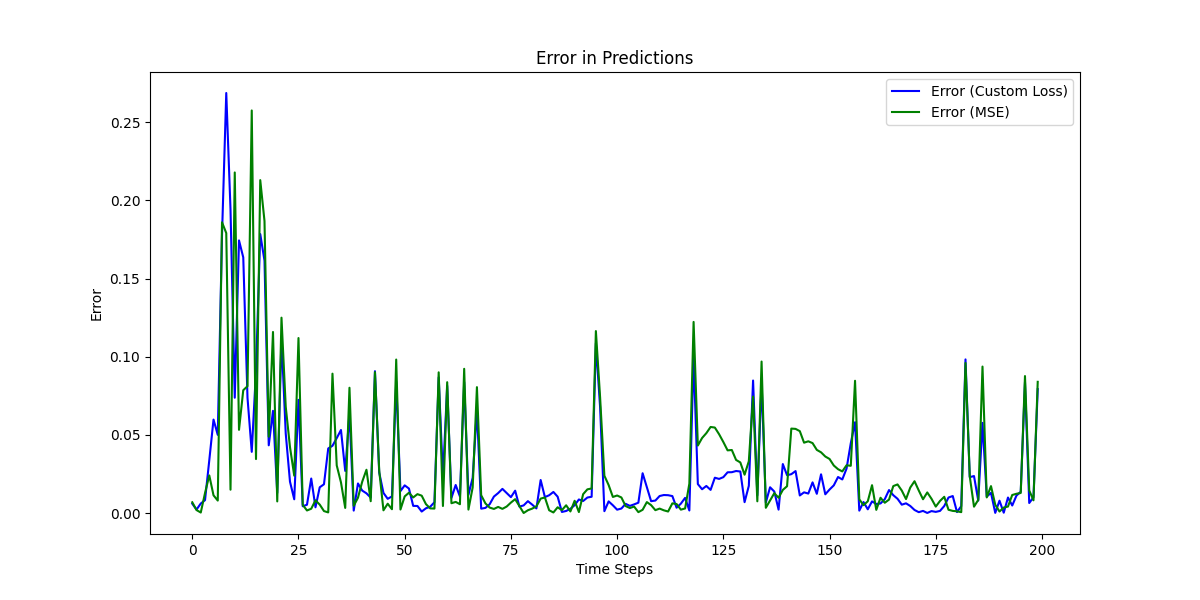 Error in Predictions
Error (Custom Loss)
Error (MSE)
Error
0.25
0.20
0.15
0.10
0.05
0.00
0 25 50 75 100 125 150 175 200
Time Steps